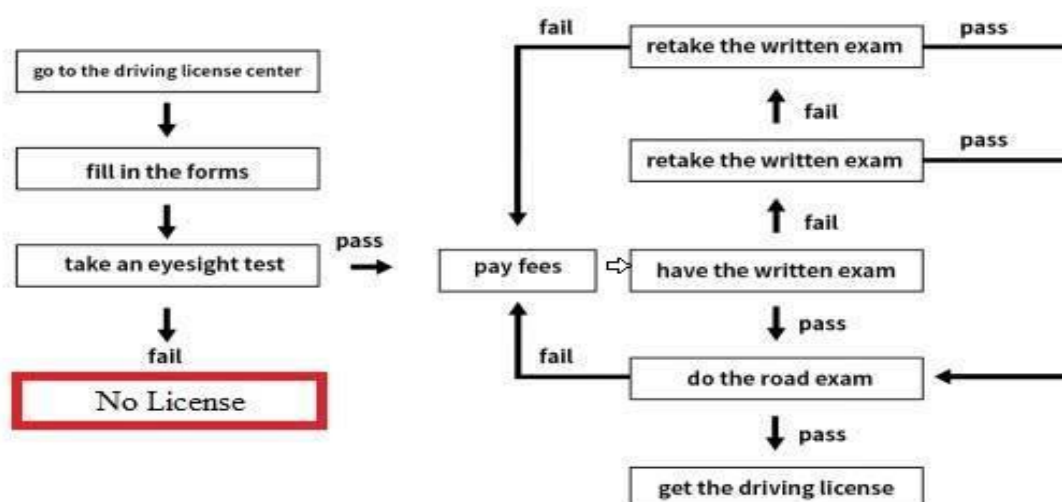 go to the driving license center
fill in the forms
take an eyesight test
pass
fail
No License
fail
retake the written exam
pass
fail
retake the written exam
pass
fail
pay fees
have the written exam
pass
fail
do the road exam
pass
get the driving license